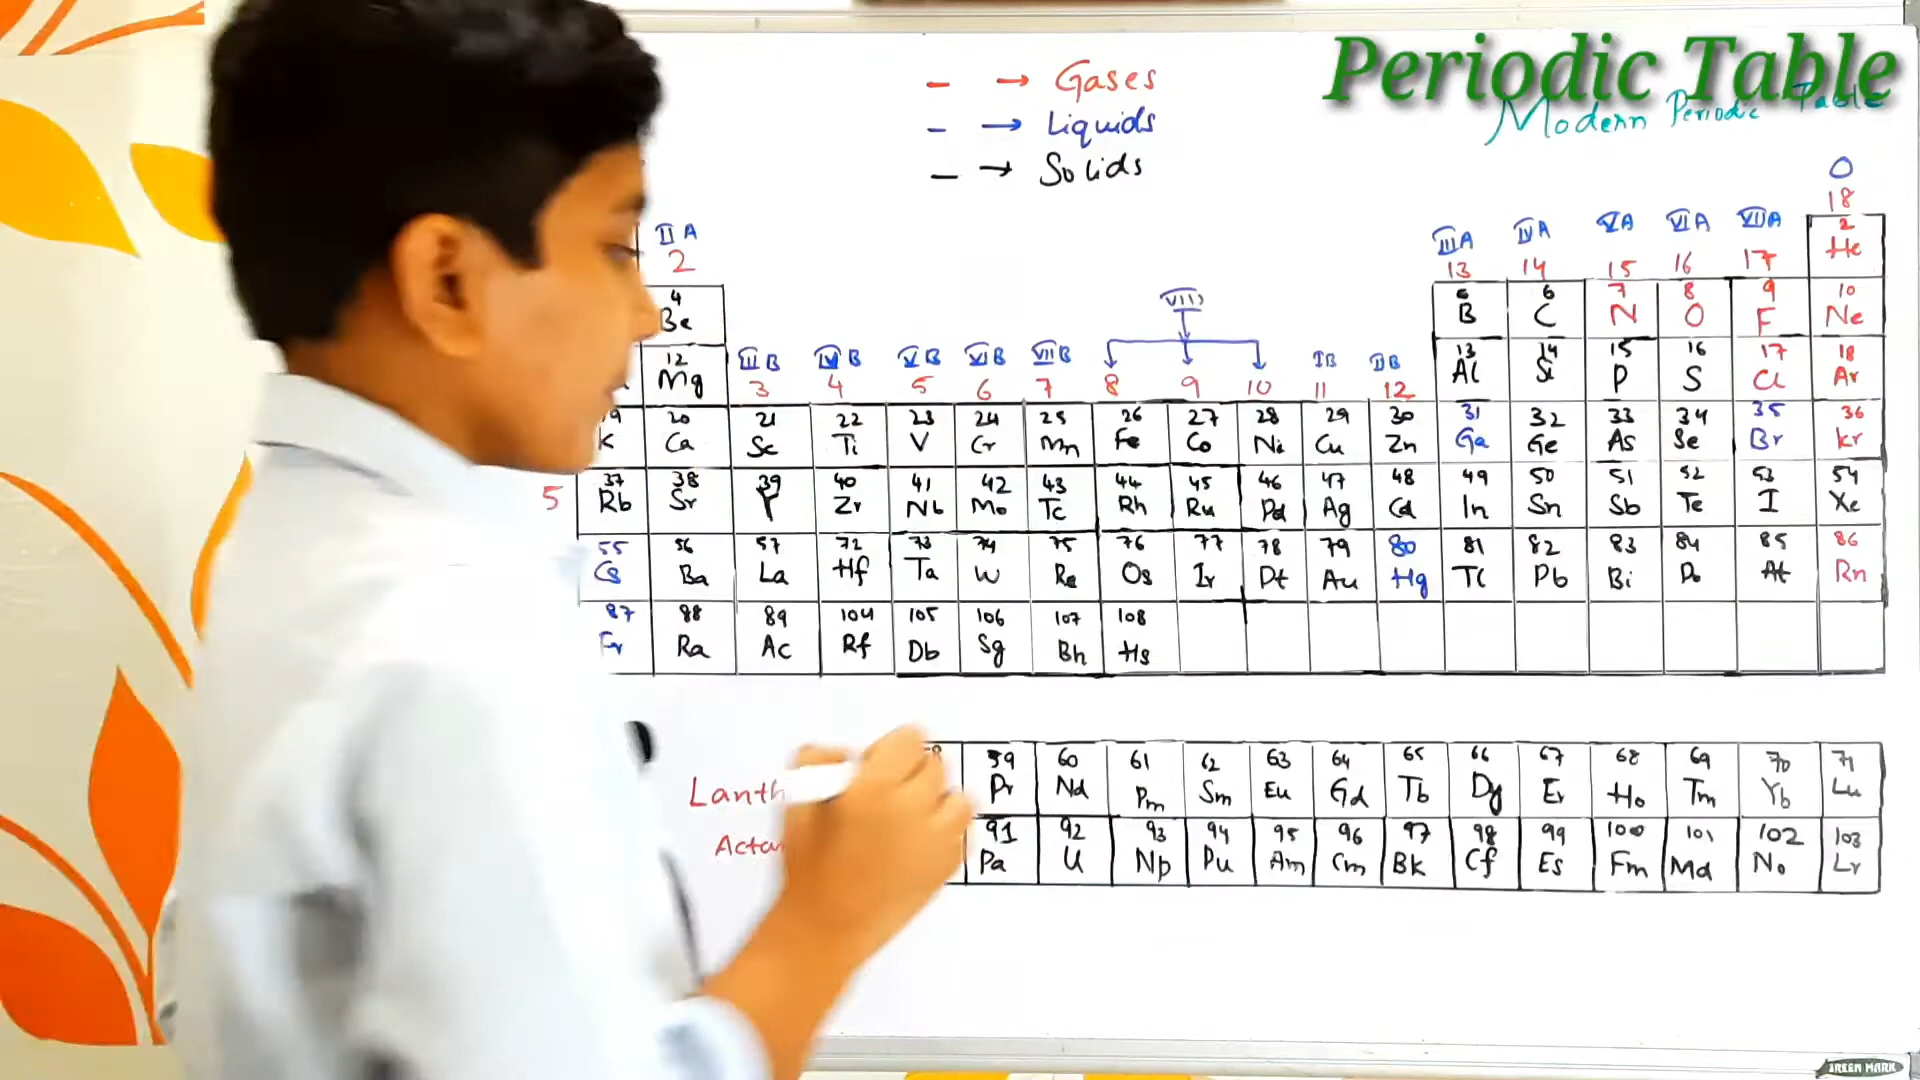 Periodic Table
- → Gases
- → Liquids
- → Solids
Modern Periodic Table
0
18
II A III A IV A V A VI A VII A
2 13 14 15 16 17
2
He
4 6 6 7 8 9 10
Be B C N O F Ne
VIII
12 13 14 15 16 17 18
Mg Al Si P S Cl Ar
III B IV B V B VI B VII B I B II B
3 4 5 6 7 8 9 10 11 12
19 20 21 22 23 24 25 26 27 28 29 30 31 32 33 34 35 36
K Ca Sc Ti V Cr Mn Fe Co Ni Cu Zn Ga Ge As Se Br Kr
5
37 38 39 40 41 42 43 44 45 46 47 48 49 50 51 52 53 54
Rb Sr Y Zr Nb Mo Tc Rh Ru Pd Ag Cd In Sn Sb Te I Xe
55 56 57 72 73 74 75 76 77 78 79 80 81 82 83 84 85 86
Cs Ba La Hf Ta W Re Os Ir Pt Au Hg Tl Pb Bi Po At Rn
87 88 89 104 105 106 107 108
Fr Ra Ac Rf Db Sg Bh Hs
59 60 61 62 63 64 65 66 67 68 69 70 71
Lanth Pr Nd Pm Sm Eu Gd Tb Dy Er Ho Tm Yb Lu
91 92 93 94 95 96 97 98 99 100 101 102 103
Acta Pa U Np Pu Am Cm Bk Cf Es Fm Md No Lr
GREEN MARK